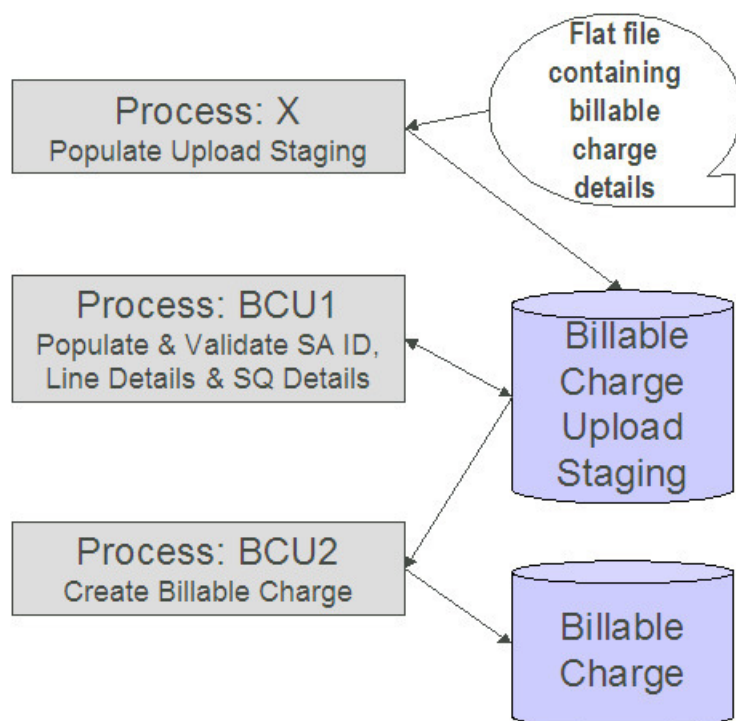 Flat file
containing
billable
charge
details
Process: X
Populate Upload Staging
Process: BCU1
Populate & Validate SA ID,
Line Details & SQ Details
Billable
Charge
Upload
Staging
Process: BCU2
Create Billable Charge
Billable
Charge